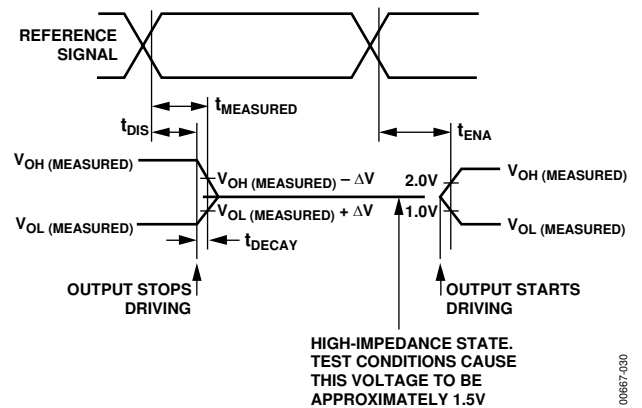 REFERENCE
SIGNAL
tMEASURED
tDIS
tENA
VOH (MEASURED)
VOH (MEASURED) – ΔV
2.0V
VOH (MEASURED)
VOL (MEASURED)
VOL (MEASURED) + ΔV
1.0V
VOL (MEASURED)
tDECAY
OUTPUT STOPS
DRIVING
OUTPUT STARTS
DRIVING
HIGH-IMPEDANCE STATE.
TEST CONDITIONS CAUSE
THIS VOLTAGE TO BE
APPROXIMATELY 1.5V
00667-030